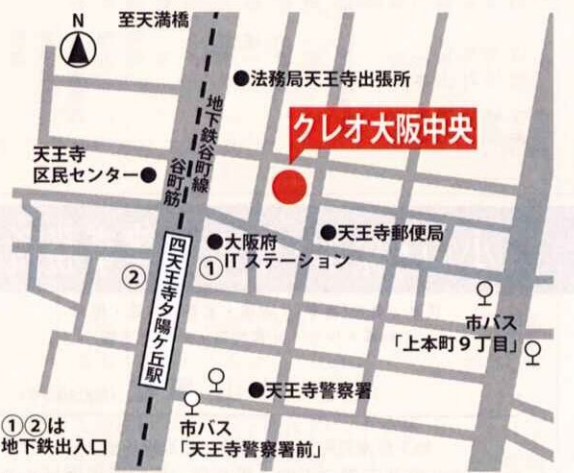 N
至天満橋
●法務局天王寺出張所
クレオ大阪中央
地下鉄谷町線
谷町筋
天王寺
区民センター●
●天王寺郵便局
●大阪府
ITステーション
①
②
四天王寺夕陽ケ丘駅
市バス
「上本町9丁目」
●天王寺警察署
市バス
「天王寺警察署前」
①②は
地下鉄出入口